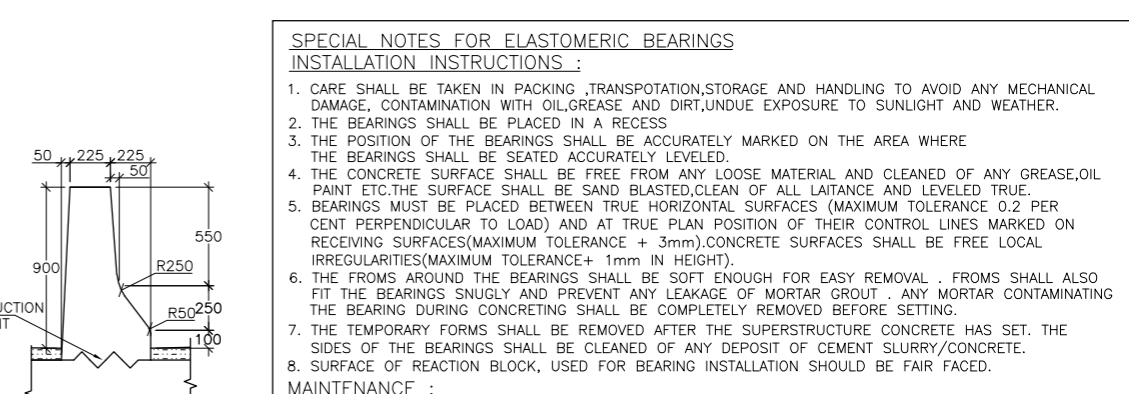 SPECIAL NOTES FOR ELASTOMERIC BEARINGS
INSTALLATION INSTRUCTIONS :
1. CARE SHALL BE TAKEN IN PACKING ,TRANSPOTATION,STORAGE AND HANDLING TO AVOID ANY MECHANICAL
DAMAGE, CONTAMINATION WITH OIL,GREASE AND DIRT,UNDUE EXPOSURE TO SUNLIGHT AND WEATHER.
2. THE BEARINGS SHALL BE PLACED IN A RECESS
3. THE POSITION OF THE BEARINGS SHALL BE ACCURATELY MARKED ON THE AREA WHERE
THE BEARINGS SHALL BE SEATED ACCURATELY LEVELED.
4. THE CONCRETE SURFACE SHALL BE FREE FROM ANY LOOSE MATERIAL AND CLEANED OF ANY GREASE,OIL
PAINT ETC.THE SURFACE SHALL BE SAND BLASTED,CLEAN OF ALL LAITANCE AND LEVELED TRUE.
5. BEARINGS MUST BE PLACED BETWEEN TRUE HORIZONTAL SURFACES (MAXIMUM TOLERANCE 0.2 PER
CENT PERPENDICULAR TO LOAD) AND AT TRUE PLAN POSITION OF THEIR CONTROL LINES MARKED ON
RECEIVING SURFACES(MAXIMUM TOLERANCE + 3mm).CONCRETE SURFACES SHALL BE FREE LOCAL
IRREGULARITIES(MAXIMUM TOLERANCE+ 1mm IN HEIGHT).
6. THE FROMS AROUND THE BEARINGS SHALL BE SOFT ENOUGH FOR EASY REMOVAL . FROMS SHALL ALSO
FIT THE BEARINGS SNUGLY AND PREVENT ANY LEAKAGE OF MORTAR GROUT . ANY MORTAR CONTAMINATING
THE BEARING DURING CONCRETING SHALL BE COMPLETELY REMOVED BEFORE SETTING.
7. THE TEMPORARY FORMS SHALL BE REMOVED AFTER THE SUPERSTRUCTURE CONCRETE HAS SET. THE
SIDES OF THE BEARINGS SHALL BE CLEANED OF ANY DEPOSIT OF CEMENT SLURRY/CONCRETE.
8. SURFACE OF REACTION BLOCK, USED FOR BEARING INSTALLATION SHOULD BE FAIR FACED.
MAINTENANCE :
50 225 225
50
550
900
R250
R50 250
100
UCTION